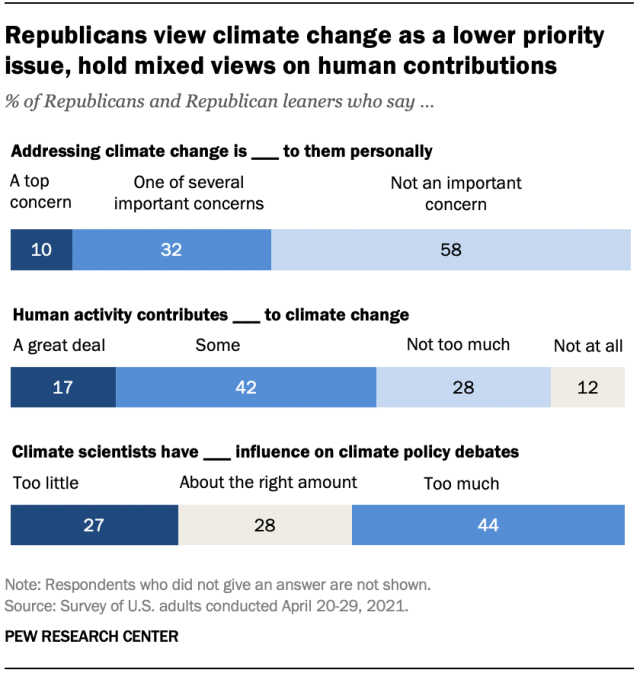 Republicans view climate change as a lower priority
issue, hold mixed views on human contributions
% of Republicans and Republican leaners who say ...
Addressing climate change is ___ to them personally
A top
concern
One of several
important concerns
Not an important
concern
10 32 58
Human activity contributes ___ to climate change
A great deal Some Not too much Not at all
17 42 28 12
Climate scientists have ___ influence on climate policy debates
Too little About the right amount Too much
27 28 44
Note: Respondents who did not give an answer are not shown.
Source: Survey of U.S. adults conducted April 20-29, 2021.
PEW RESEARCH CENTER